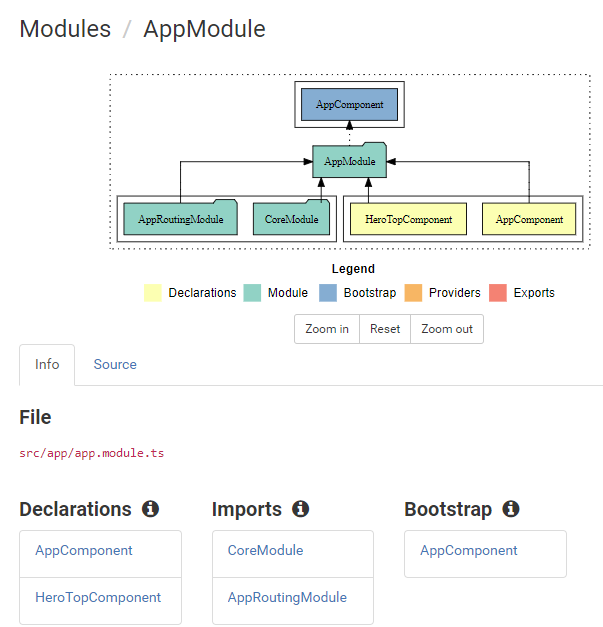 Modules / AppModule
AppComponent
AppModule
AppRoutingModule CoreModule HeroTopComponent AppComponent
Legend
Declarations Module Bootstrap Providers Exports
Zoom in Reset Zoom out
Info Source
File
src/app/app.module.ts
Declarations Imports Bootstrap
AppComponent CoreModule AppComponent
HeroTopComponent AppRoutingModule